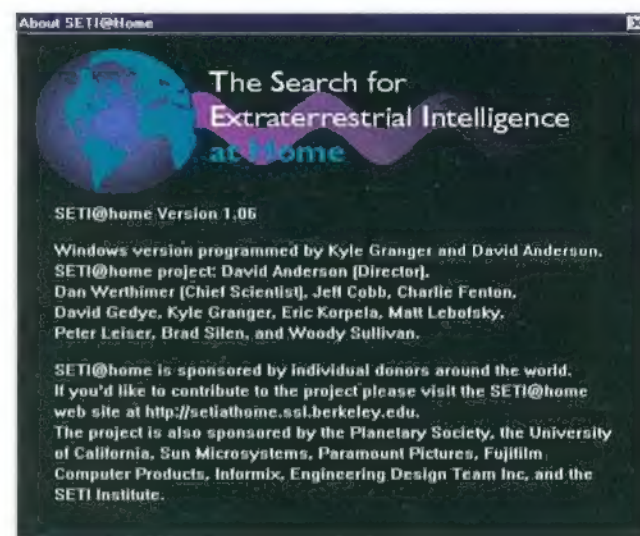 About SETI@Home
The Search for
Extraterrestrial Intelligence
at Home
SETI@home Version 1.06
Windows version programmed by Kyle Granger and David Anderson.
SETI@home project: David Anderson (Director),
Dan Werthimer (Chief Scientist), Jeff Cobb, Charlie Fenton,
David Gedye, Kyle Granger, Eric Korpela, Matt Lebofsky,
Peter Leiser, Brad Silen, and Woody Sullivan.
SETI@home is sponsored by individual donors around the world.
If you'd like to contribute to the project please visit the SETI@home
web site at http://setiathome.ssl.berkeley.edu.
The project is also sponsored by the Planetary Society, the University
of California, Sun Microsystems, Paramount Pictures, Fujifilm
Computer Products, Informix, Engineering Design Team Inc, and the
SETI Institute.